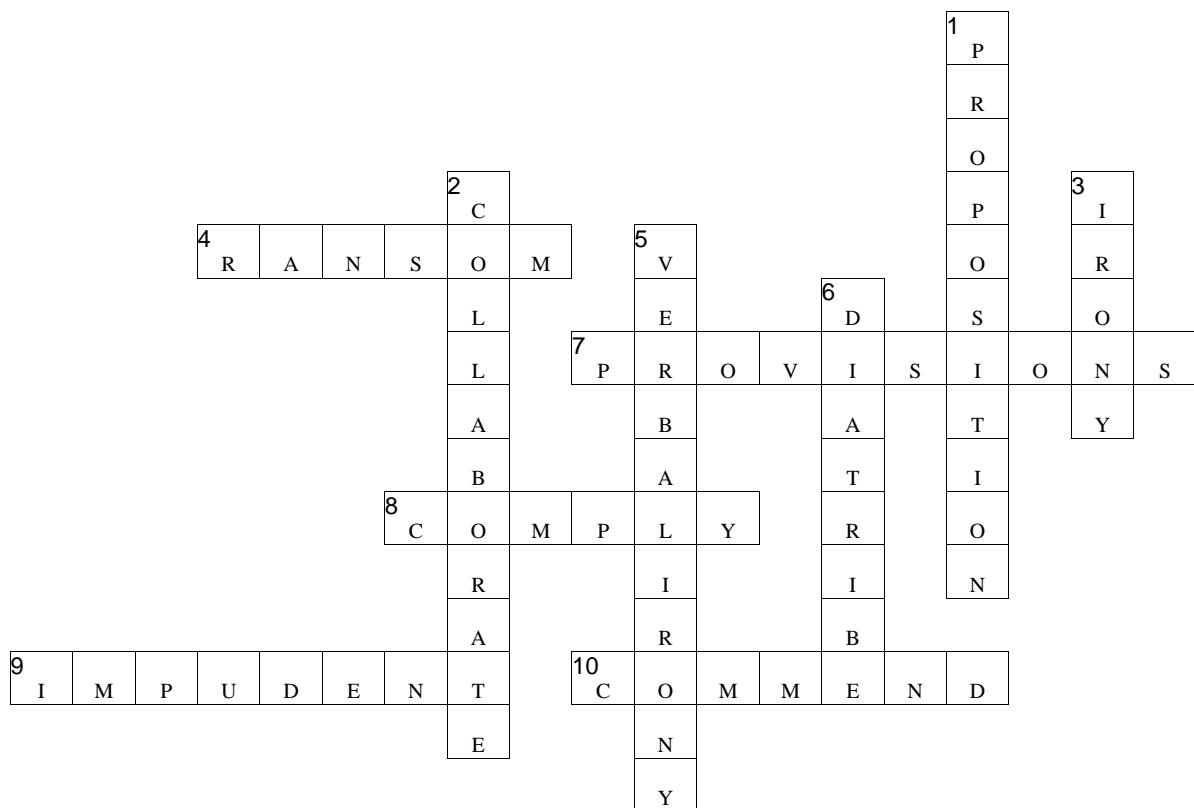 1 P
R
O
2 C P 3 I
4 R A N S O M 5 V O R
L E 6 D S O
L 7 P R O V I S I O N S
A B A T Y
B A T I
8 C O M P L Y R O
R I I N
A R B
9 I M P U D E N T 10 C O M M E N D
E N
Y